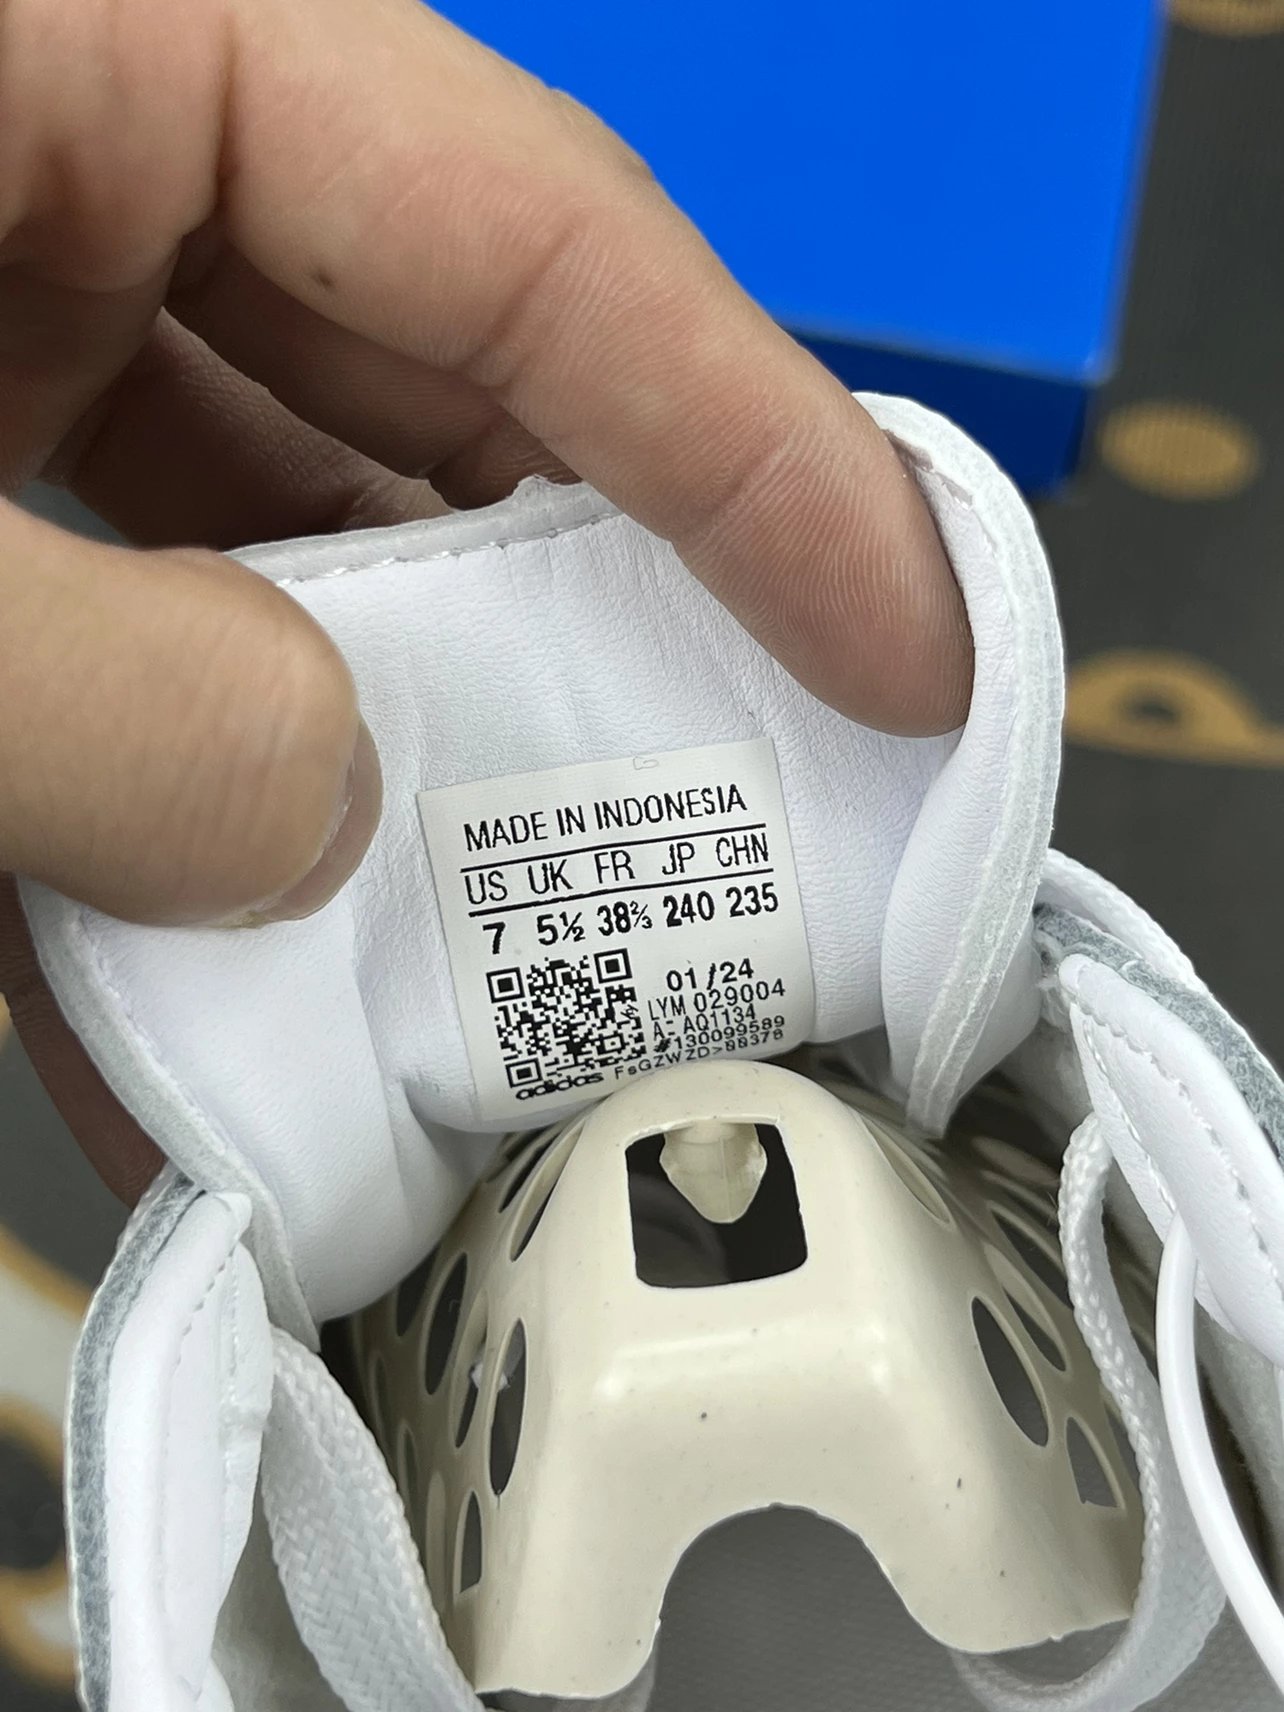 MADE IN INDONESIA
US UK FR JP CHN
7 5½ 38⅔ 240 235
01/24
LYM 029004
A: AQ1134
#130099589
adidas FsGZWZD>88378